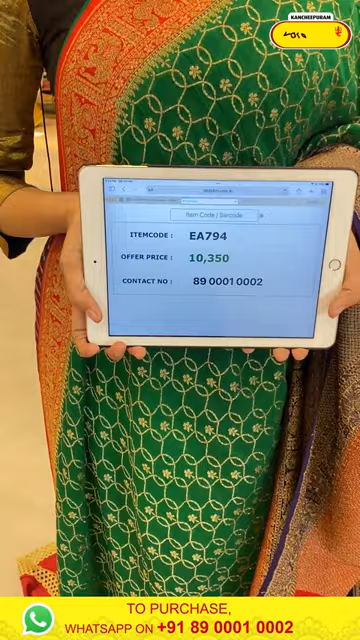 KANCHEEPURAM
Item Code | Barcode
ITEMCODE : EA794
OFFER PRICE : 10,350
CONTACT NO : 89 0001 0002
TO PURCHASE,
WHATSAPP ON +91 89 0001 0002